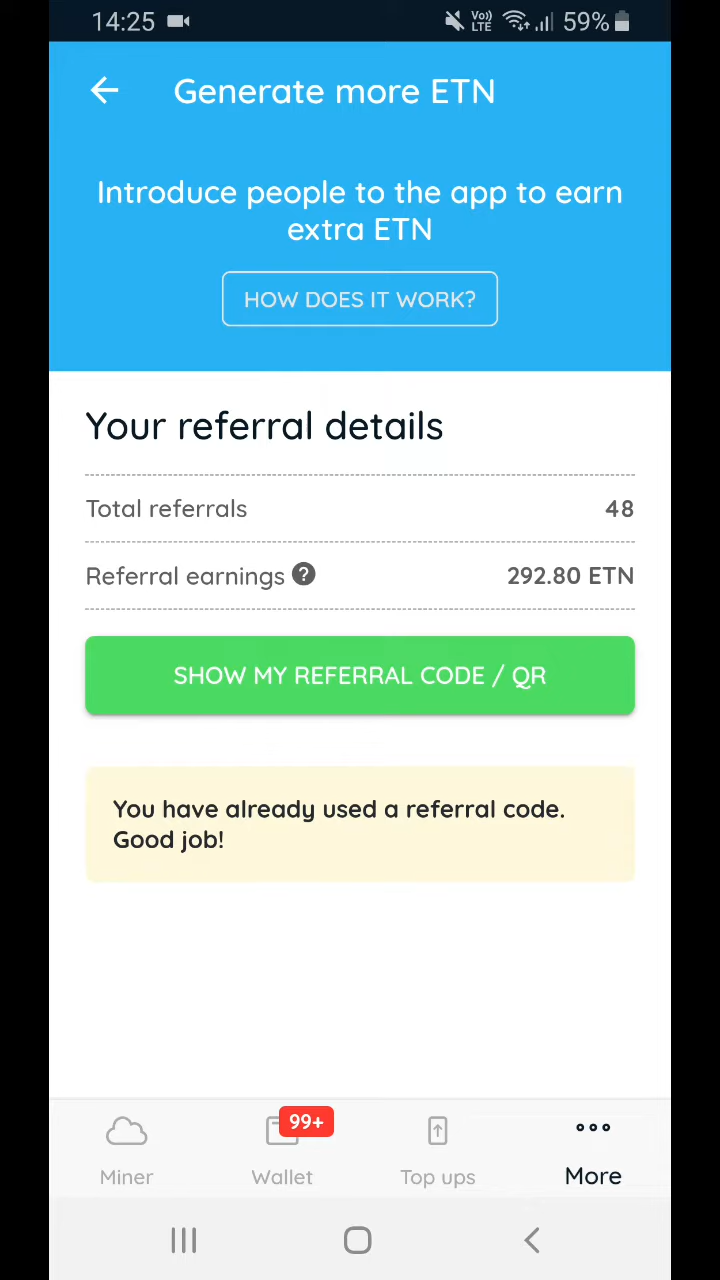 14:25 Vo)) LTE 59%
Generate more ETN
Introduce people to the app to earn
extra ETN
HOW DOES IT WORK?
Your referral details
Total referrals 48
Referral earnings ? 292.80 ETN
SHOW MY REFERRAL CODE / QR
You have already used a referral code.
Good job!
99+
Miner Wallet Top ups More